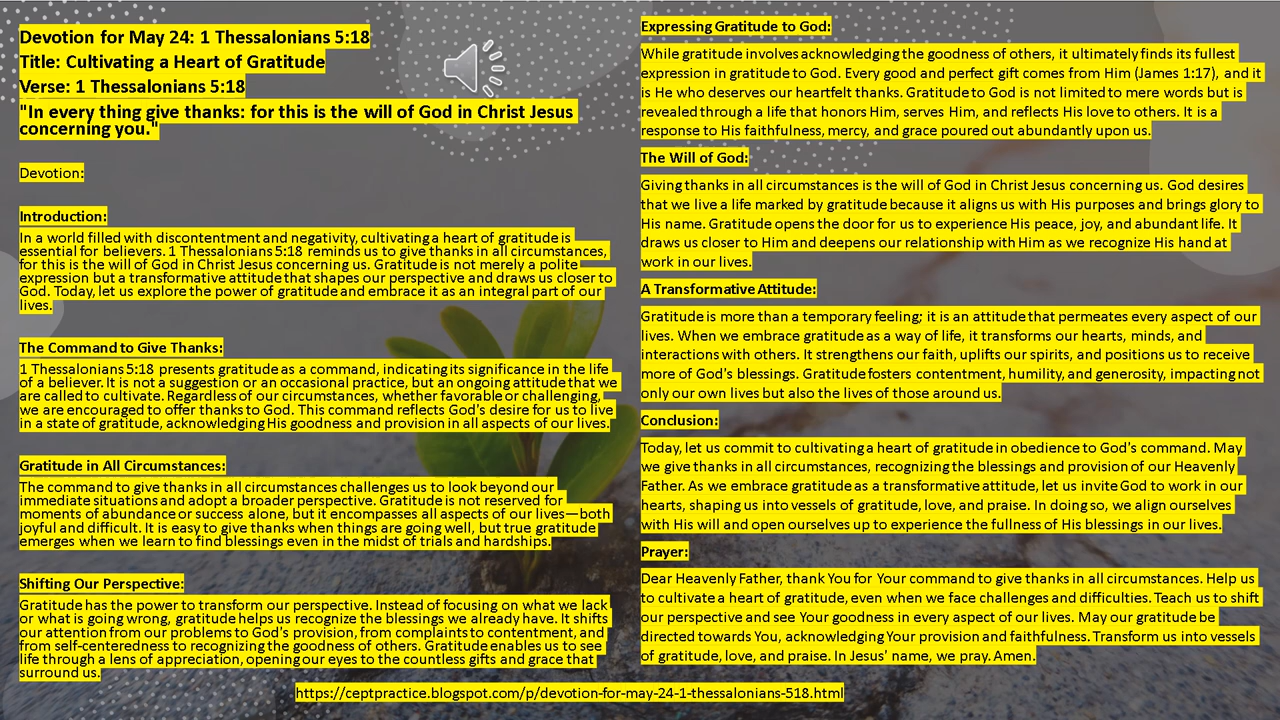 Devotion for May 24: 1 Thessalonians 5:18
Title: Cultivating a Heart of Gratitude
Verse: 1 Thessalonians 5:18
"In every thing give thanks: for this is the will of God in Christ Jesus
concerning you."
Devotion:
Introduction:
In a world filled with discontentment and negativity, cultivating a heart of gratitude is
essential for believers. 1 Thessalonians 5:18 reminds us to give thanks in all circumstances,
for this is the will of God in Christ Jesus concerning us. Gratitude is not merely a polite
expression but a transformative attitude that shapes our perspective and draws us closer to
God. Today, let us explore the power of gratitude and embrace it as an integral part of our
lives.
The Command to Give Thanks:
1 Thessalonians 5:18 presents gratitude as a command, indicating its significance in the life
of a believer. It is not a suggestion or an occasional practice, but an ongoing attitude that we
are called to cultivate. Regardless of our circumstances, whether favorable or challenging,
we are encouraged to offer thanks to God. This command reflects God's desire for us to live
in a state of gratitude, acknowledging His goodness and provision in all aspects of our lives.
Gratitude in All Circumstances:
The command to give thanks in all circumstances challenges us to look beyond our
immediate situations and adopt a broader perspective. Gratitude is not reserved for
moments of abundance or success alone, but it encompasses all aspects of our lives—both
joyful and difficult. It is easy to give thanks when things are going well, but true gratitude
emerges when we learn to find blessings even in the midst of trials and hardships.
Shifting Our Perspective:
Gratitude has the power to transform our perspective. Instead of focusing on what we lack
or what is going wrong, gratitude helps us recognize the blessings we already have. It shifts
our attention from our problems to God's provision, from complaints to contentment, and
from self-centeredness to recognizing the goodness of others. Gratitude enables us to see
life through a lens of appreciation, opening our eyes to the countless gifts and grace that
surround us.
Expressing Gratitude to God:
While gratitude involves acknowledging the goodness of others, it ultimately finds its fullest
expression in gratitude to God. Every good and perfect gift comes from Him (James 1:17), and it
is He who deserves our heartfelt thanks. Gratitude to God is not limited to mere words but is
revealed through a life that honors Him, serves Him, and reflects His love to others. It is a
response to His faithfulness, mercy, and grace poured out abundantly upon us.
The Will of God:
Giving thanks in all circumstances is the will of God in Christ Jesus concerning us. God desires
that we live a life marked by gratitude because it aligns us with His purposes and brings glory to
His name. Gratitude opens the door for us to experience His peace, joy, and abundant life. It
draws us closer to Him and deepens our relationship with Him as we recognize His hand at
work in our lives.
A Transformative Attitude:
Gratitude is more than a temporary feeling; it is an attitude that permeates every aspect of our
lives. When we embrace gratitude as a way of life, it transforms our hearts, minds, and
interactions with others. It strengthens our faith, uplifts our spirits, and positions us to receive
more of God's blessings. Gratitude fosters contentment, humility, and generosity, impacting not
only our own lives but also the lives of those around us.
Conclusion:
Today, let us commit to cultivating a heart of gratitude in obedience to God's command. May
we give thanks in all circumstances, recognizing the blessings and provision of our Heavenly
Father. As we embrace gratitude as a transformative attitude, let us invite God to work in our
hearts, shaping us into vessels of gratitude, love, and praise. In doing so, we align ourselves
with His will and open ourselves up to experience the fullness of His blessings in our lives.
Prayer:
Dear Heavenly Father, thank You for Your command to give thanks in all circumstances. Help us
to cultivate a heart of gratitude, even when we face challenges and difficulties. Teach us to shift
our perspective and see Your goodness in every aspect of our lives. May our gratitude be
directed towards You, acknowledging Your provision and faithfulness. Transform us into vessels
of gratitude, love, and praise. In Jesus' name, we pray. Amen.
https://ceptpractice.blogspot.com/p/devotion-for-may-24-1-thessalonians-518.html